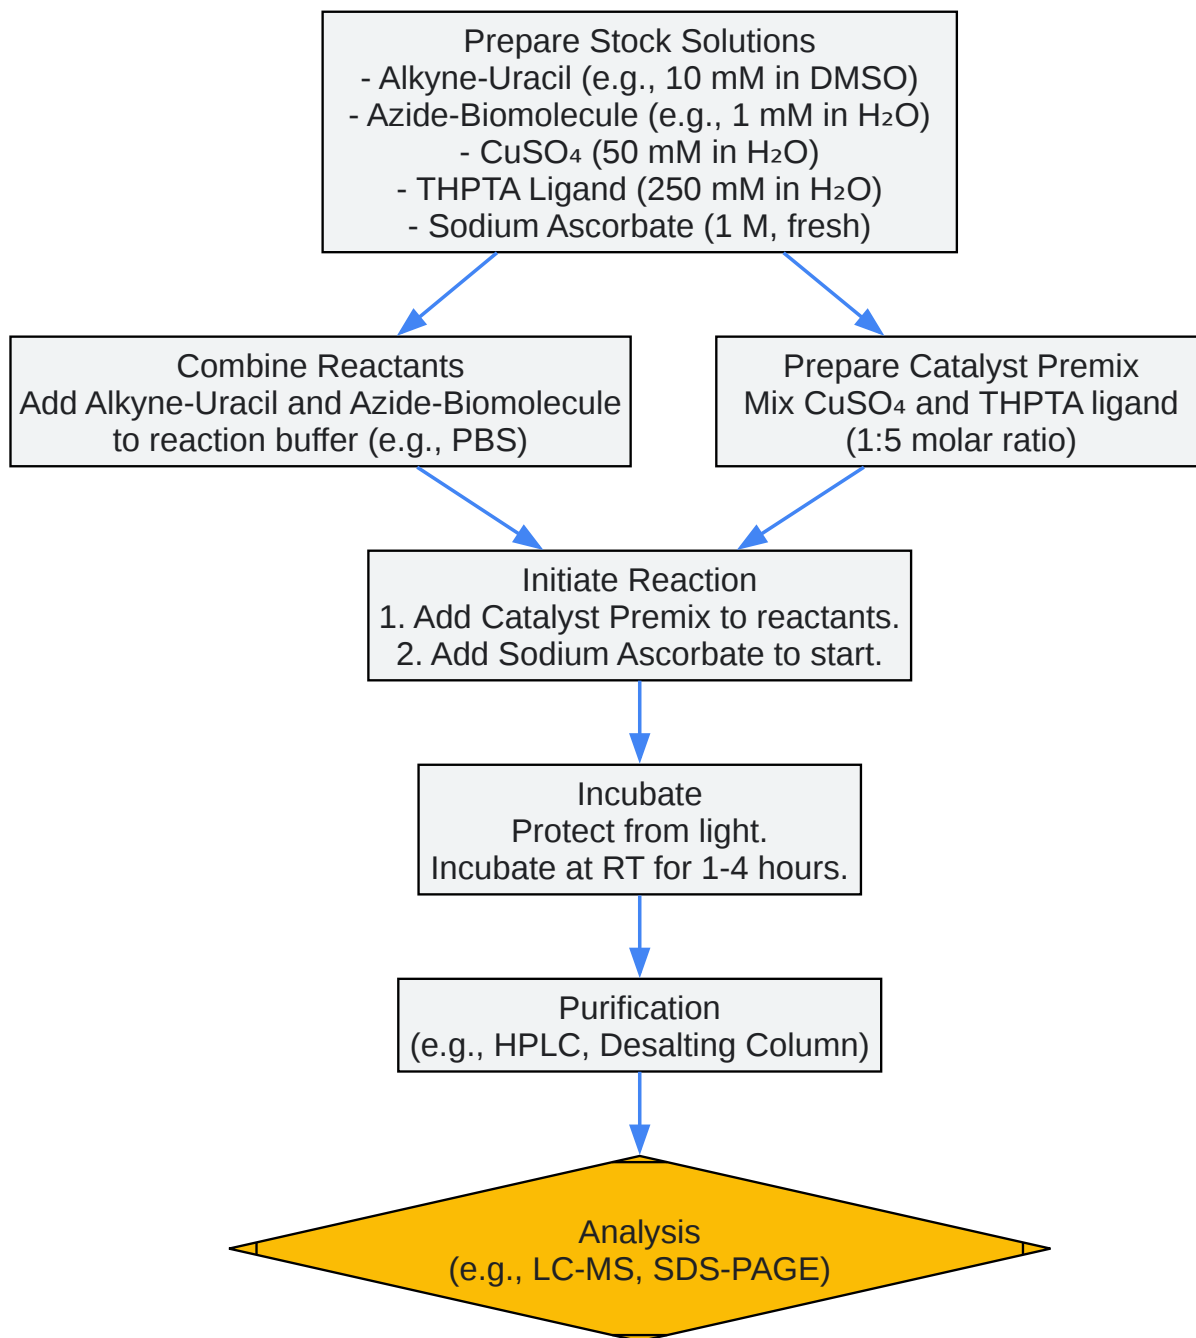 Prepare Stock Solutions
- Alkyne-Uracil (e.g., 10 mM in DMSO)
- Azide-Biomolecule (e.g., 1 mM in H₂O)
- CuSO₄ (50 mM in H₂O)
- THPTA Ligand (250 mM in H₂O)
- Sodium Ascorbate (1 M, fresh)
Combine Reactants
Add Alkyne-Uracil and Azide-Biomolecule
to reaction buffer (e.g., PBS)
Prepare Catalyst Premix
Mix CuSO₄ and THPTA ligand
(1:5 molar ratio)
Initiate Reaction
1. Add Catalyst Premix to reactants.
2. Add Sodium Ascorbate to start.
Incubate
Protect from light.
Incubate at RT for 1-4 hours.
Purification
(e.g., HPLC, Desalting Column)
Analysis
(e.g., LC-MS, SDS-PAGE)